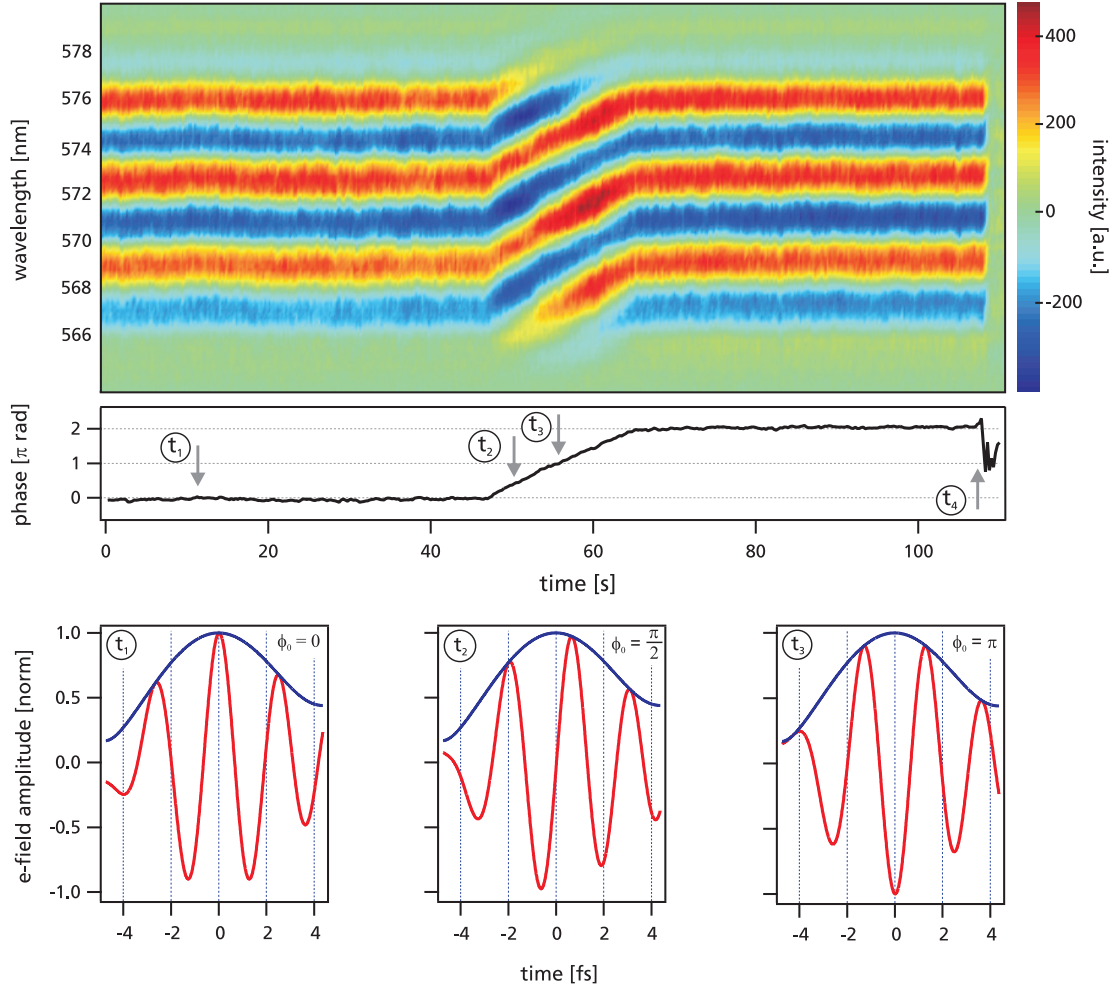 wavelength [nm]
578
576
574
572
570
568
566
400
200
0
-200
intensity [a.u.]
phase [π rad]
2
1
0
t1
t2
t3
t4
0
20
40
60
80
100
time [s]
e-field amplitude [norm]
1.0
0.5
0.0
-0.5
-1.0
t1
ϕ0 = 0
t2
ϕ0 = π/2
t3
ϕ0 = π
-4 -2 0 2 4
-4 -2 0 2 4
-4 -2 0 2 4
time [fs]